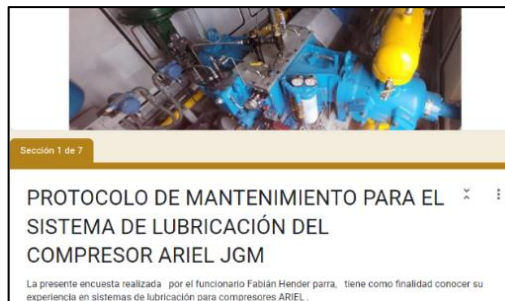 Sección 1 de 7
PROTOCOLO DE MANTENIMIENTO PARA EL
SISTEMA DE LUBRICACIÓN DEL
COMPRESOR ARIEL JGM
La presente encuesta realizada por el funcionario Fabián Hender parra, tiene como finalidad conocer su
experiencia en sistemas de lubricación para compresores ARIEL .